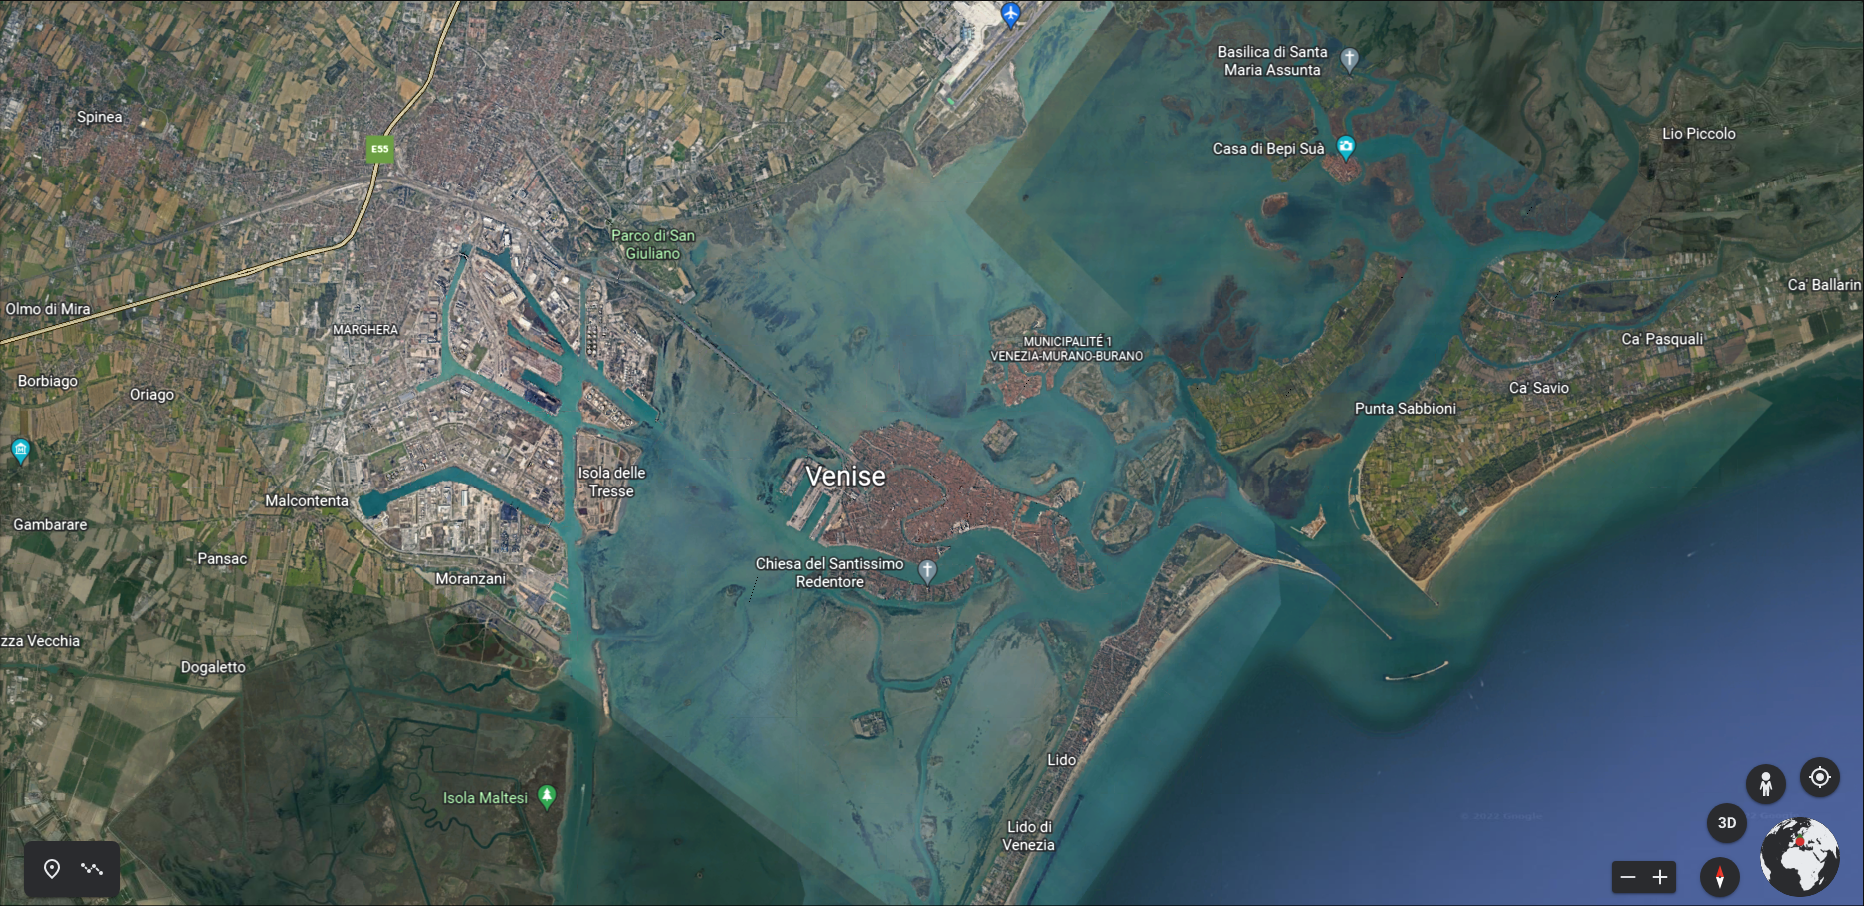 Basilica di Santa
Maria Assunta
Spinea
Lio Piccolo
E55
Casa di Bepi Suà
Parco di San
Giuliano
Ca' Ballarin
Olmo di Mira
MARGHERA
MUNICIPALITÉ 1
VENEZIA-MURANO-BURANO
Ca' Pasquali
Borbiago
Oriago
Ca' Savio
Punta Sabbioni
Venise
Isola delle
Tresse
Malcontenta
Gambarare
Pansac
Chiesa del Santissimo
Redentore
Moranzani
zza Vecchia
Dogaletto
Lido
Isola Maltesi
Lido di
Venezia
3D